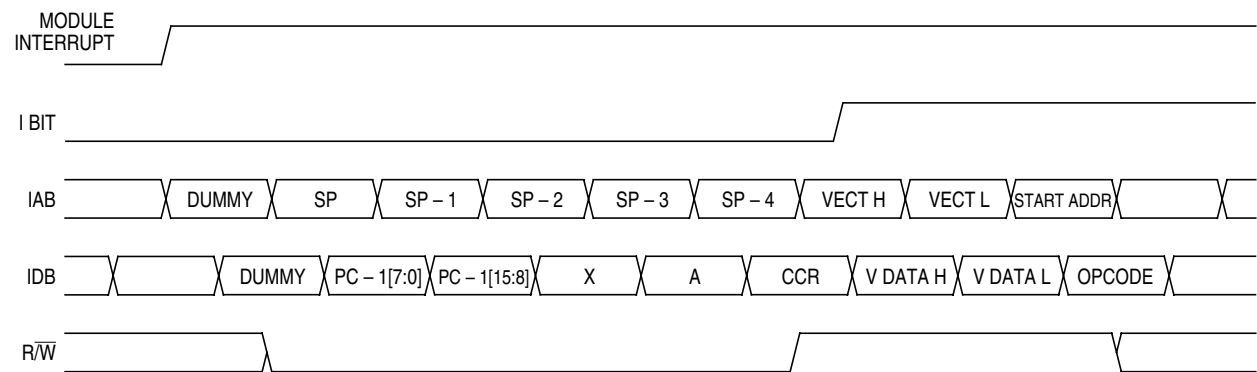 MODULE
INTERRUPT
I BIT
IAB DUMMY SP SP – 1 SP – 2 SP – 3 SP – 4 VECT H VECT L START ADDR
IDB DUMMY PC – 1[7:0] PC – 1[15:8] X A CCR V DATA H V DATA L OPCODE
R/W̅